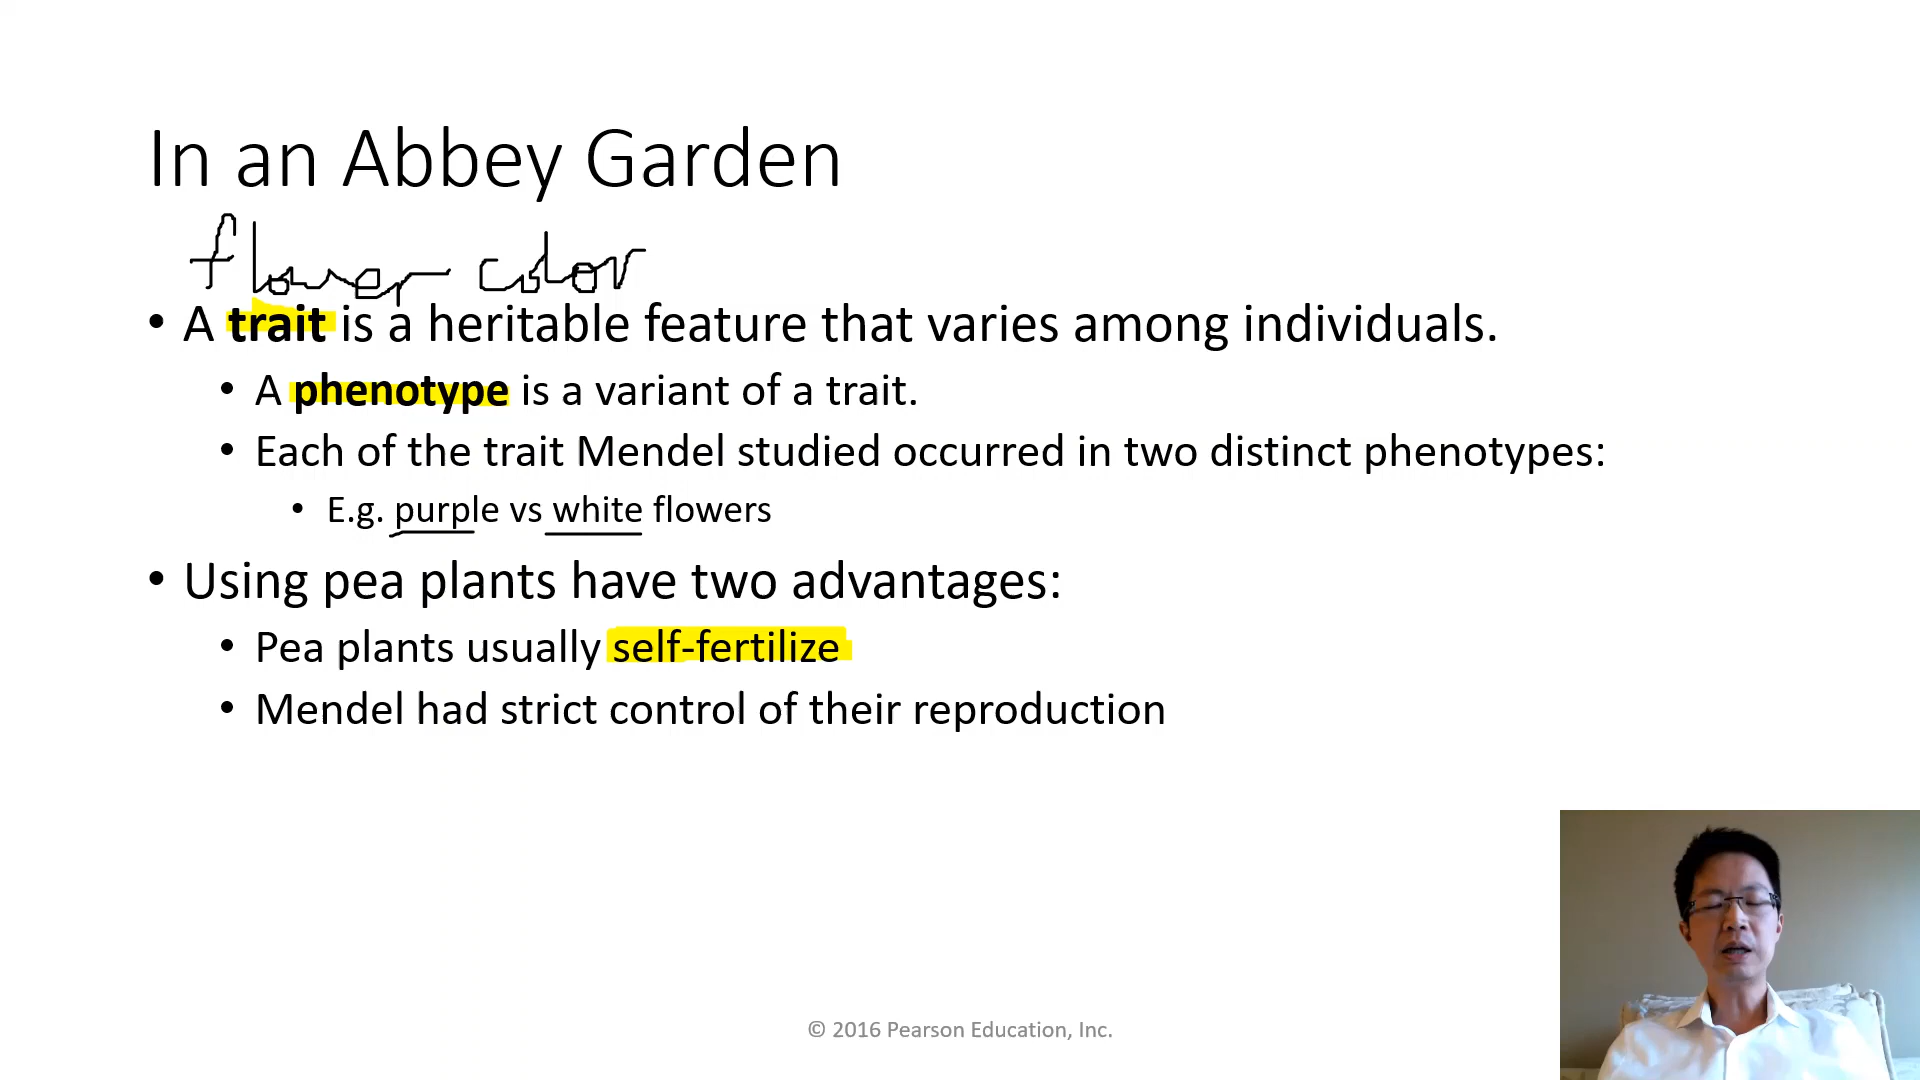 In an Abbey Garden
flower color
• A trait is a heritable feature that varies among individuals.
• A phenotype is a variant of a trait.
• Each of the trait Mendel studied occurred in two distinct phenotypes:
• E.g. purple vs white flowers
• Using pea plants have two advantages:
• Pea plants usually self-fertilize
• Mendel had strict control of their reproduction
© 2016 Pearson Education, Inc.